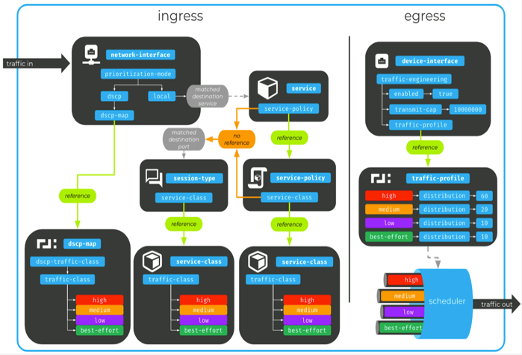 ingress
egress
traffic in
network-interface
prioritization-mode
dscp
local
dscp-map
matched
destination
service
service
service-policy
matched
destination
port
no
reference
reference
session-type
service-class
service-policy
service-class
reference
reference
reference
dscp-map
dscp-traffic-class
traffic-class
high
medium
low
best-effort
service-class
traffic-class
high
medium
low
best-effort
service-class
traffic-class
high
medium
low
best-effort
device-interface
traffic-engineering
enabled
true
transmit-cap
traffic-profile
reference
traffic-profile
high
distribution
60
medium
distribution
20
low
distribution
10
best-effort
distribution
10
high
medium
low
best-effort
scheduler
traffic out